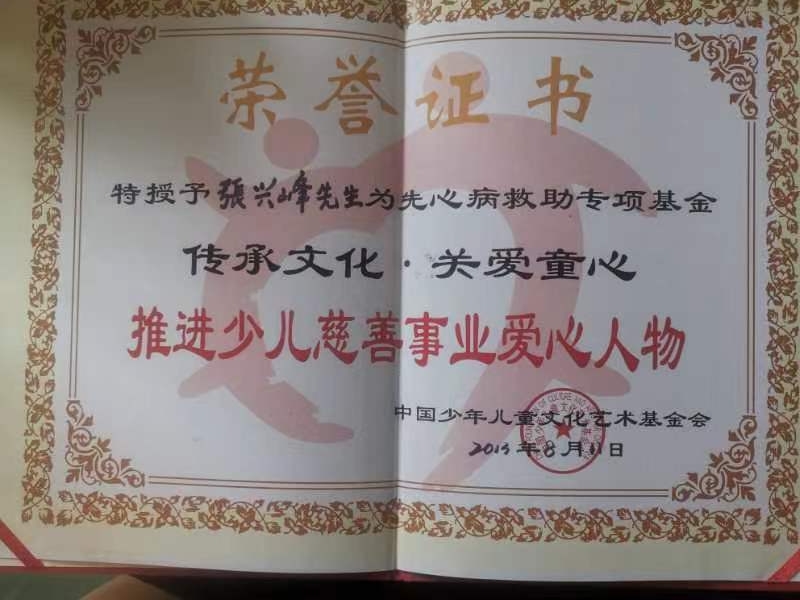 荣誉证书
特授予張兴峰先生为先心病救助专项基金
传承文化·关爱童心
推进少儿慈善事业爱心人物
中国少年儿童文化艺术基金会
年8月11日